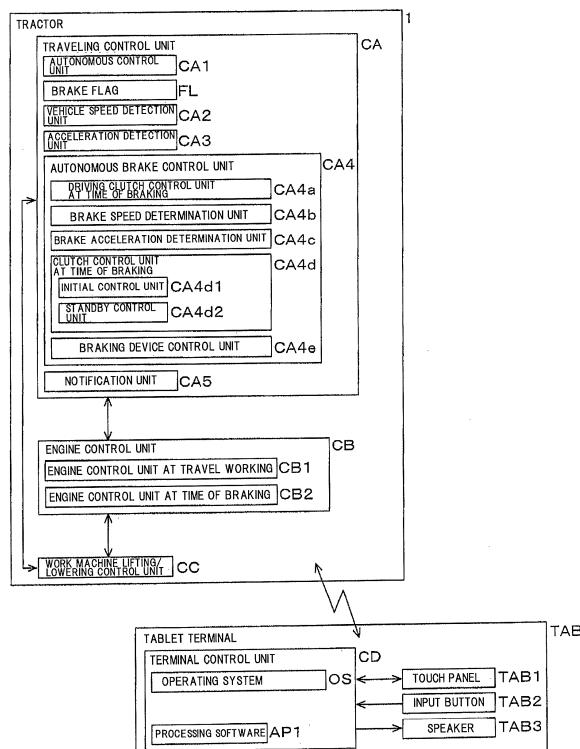 1
TRACTOR
TRAVELING CONTROL UNIT
CA
AUTONOMOUS CONTROL
UNIT
CA1
BRAKE FLAG
FL
VEHICLE SPEED DETECTION
UNIT
CA2
ACCELERATION DETECTION
UNIT
CA3
AUTONOMOUS BRAKE CONTROL UNIT
CA4
DRIVING CLUTCH CONTROL UNIT
AT TIME OF BRAKING
CA4a
BRAKE SPEED DETERMINATION UNIT
CA4b
BRAKE ACCELERATION DETERMINATION UNIT
CA4c
CLUTCH CONTROL UNIT
AT TIME OF BRAKING
CA4d
INITIAL CONTROL UNIT
CA4d1
STANDBY CONTROL
UNIT
CA4d2
BRAKING DEVICE CONTROL UNIT
CA4e
NOTIFICATION UNIT
CA5
ENGINE CONTROL UNIT
CB
ENGINE CONTROL UNIT AT TRAVEL WORKING
CB1
ENGINE CONTROL UNIT AT TIME OF BRAKING
CB2
WORK MACHINE LIFTING/
LOWERING CONTROL UNIT
CC
TABLET TERMINAL
TAB
TERMINAL CONTROL UNIT
CD
OPERATING SYSTEM
OS
TOUCH PANEL
TAB1
INPUT BUTTON
TAB2
PROCESSING SOFTWARE
AP1
SPEAKER
TAB3